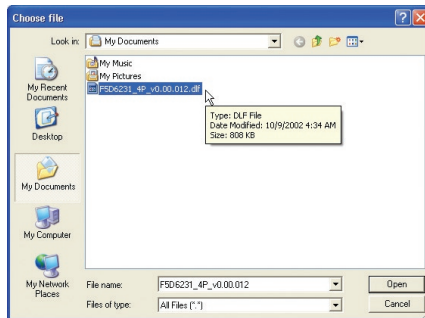 Choose file
Look in: My Documents
My Recent
Documents
Desktop
My Documents
My Computer
My Network
Places
My Music
My Pictures
F5D6231_4P_v0.00.012.dlf
Type: DLF File
Date Modified: 10/9/2002 4:34 AM
Size: 808 KB
File name: F5D6231_4P_v0.00.012 Open
Files of type: All Files (*.*) Cancel